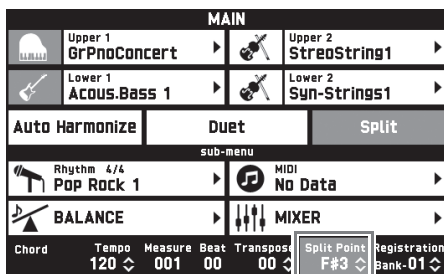 MAIN
Upper 1
GrPnoConcert
Upper 2
StreoString1
Lower 1
Acous.Bass 1
Lower 2
Syn-Strings1
Auto Harmonize
Duet
Split
sub-menu
Rhythm 4/4
Pop Rock 1
MIDI
No Data
BALANCE
MIXER
Chord Tempo Measure Beat Transpose Split Point Registration
120 001 00 00 F#3 Bank-01